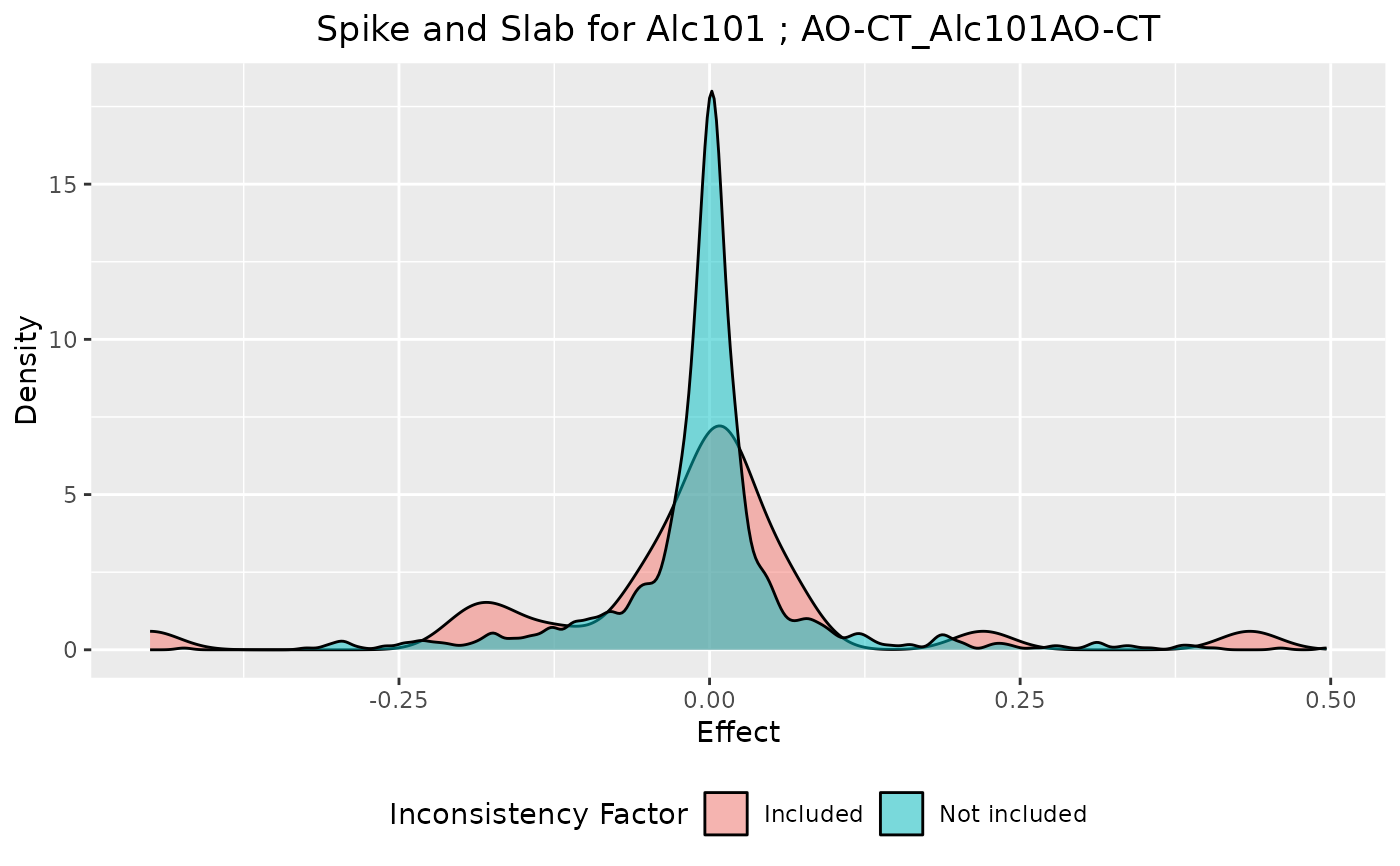 Spike and Slab for Alc101 ; AO-CT_Alc101AO-CT
Density
15
10
5
0
-0.25 0.00 0.25 0.50
Effect
Inconsistency Factor Included Not included